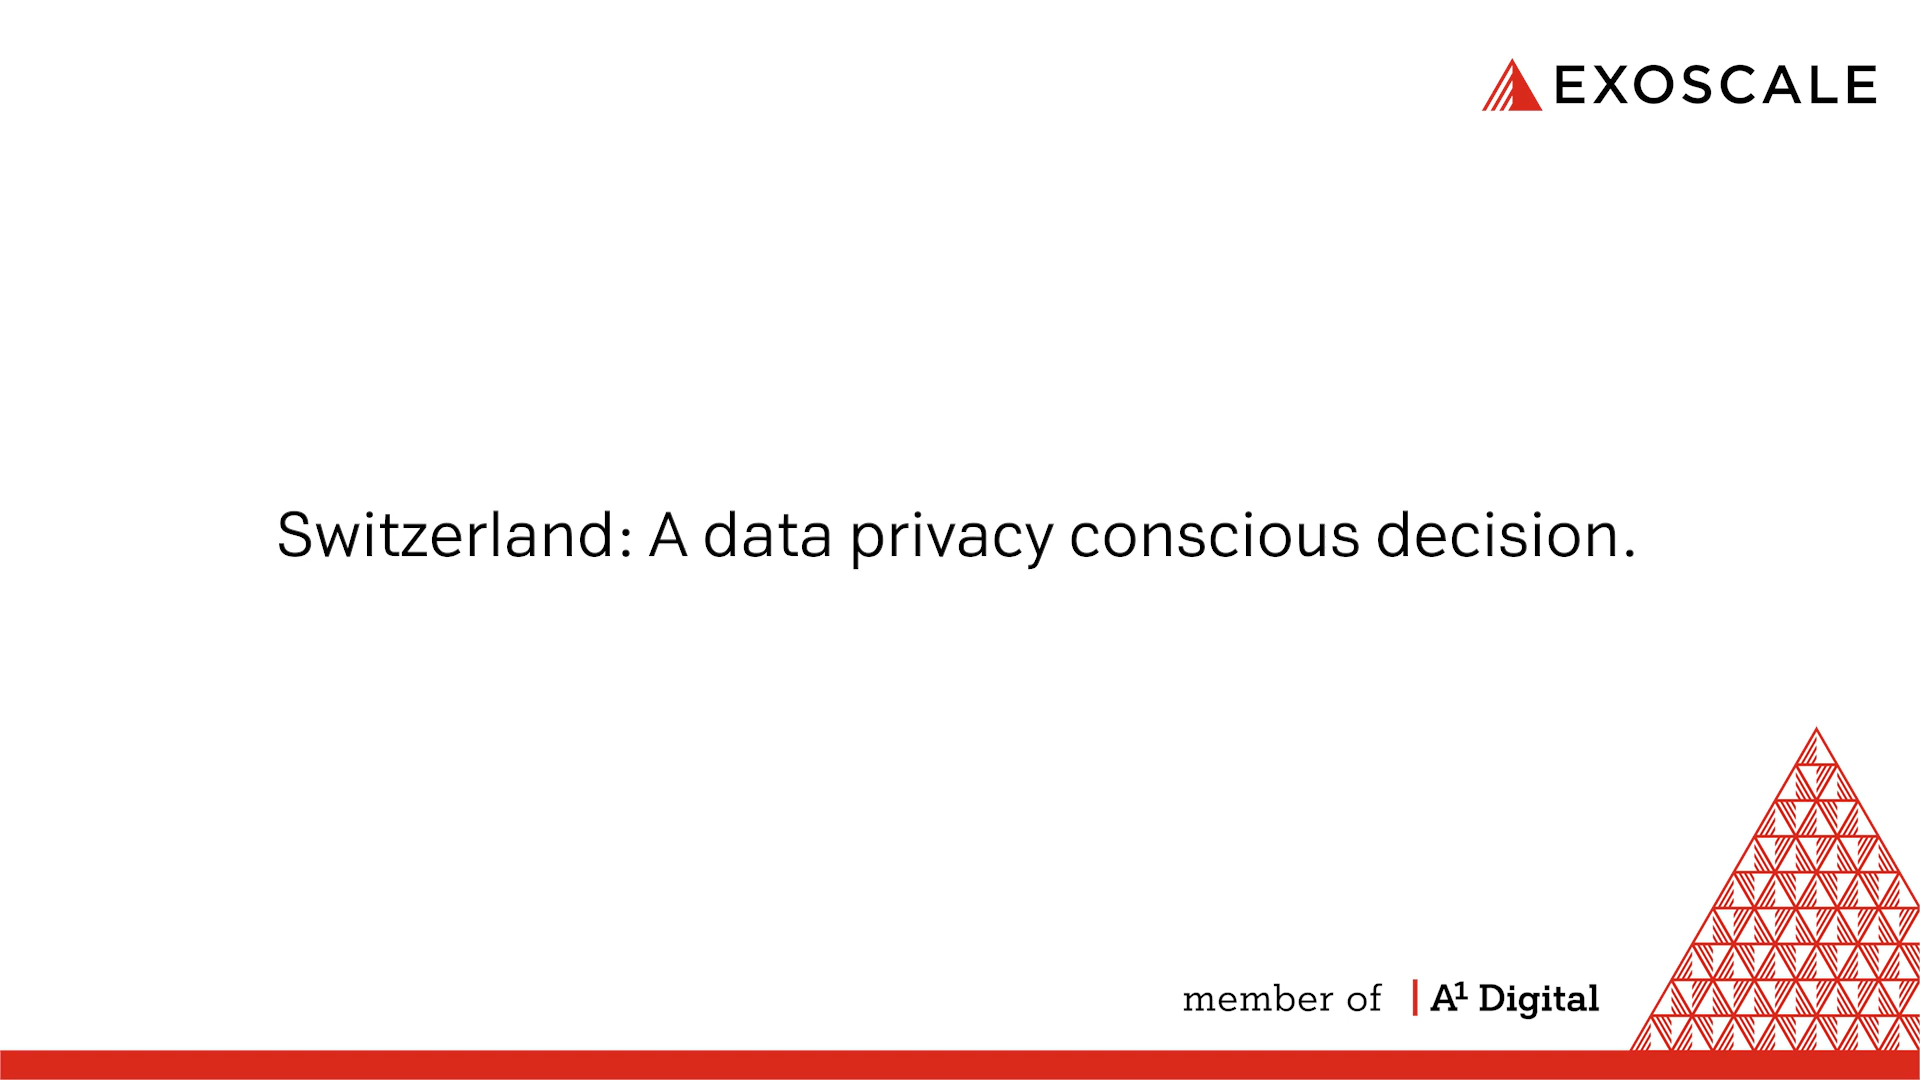 EXOSCALE
Switzerland: A data privacy conscious decision.
member of | A¹ Digital